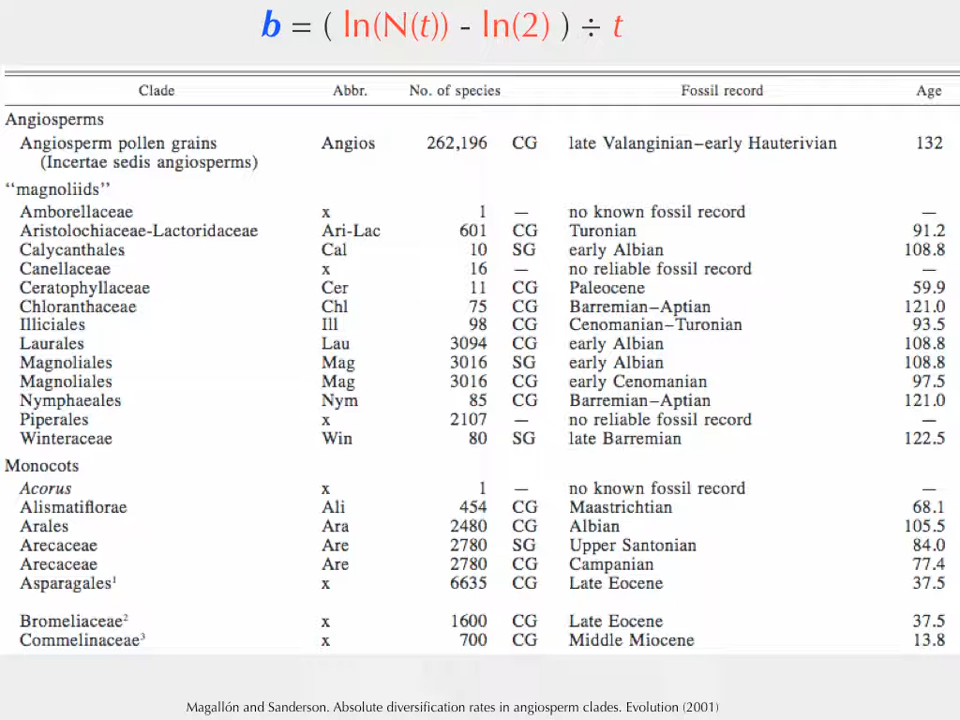 b = ( ln(N(t)) - ln(2) ) ÷ t
Clade Abbr. No. of species Fossil record Age
Angiosperms
Angiosperm pollen grains Angios 262,196 CG late Valanginian–early Hauterivian 132
(Incertae sedis angiosperms)
‘‘magnoliids’’
Amborellaceae x 1 — no known fossil record —
Aristolochiaceae-Lactoridaceae Ari-Lac 601 CG Turonian 91.2
Calycanthales Cal 10 SG early Albian 108.8
Canellaceae x 16 — no reliable fossil record —
Ceratophyllaceae Cer 11 CG Paleocene 59.9
Chloranthaceae Chl 75 CG Barremian–Aptian 121.0
Illiciales Ill 98 CG Cenomanian–Turonian 93.5
Laurales Lau 3094 CG early Albian 108.8
Magnoliales Mag 3016 SG early Albian 108.8
Magnoliales Mag 3016 CG early Cenomanian 97.5
Nymphaeales Nym 85 CG Barremian–Aptian 121.0
Piperales x 2107 — no reliable fossil record —
Winteraceae Win 80 SG late Barremian 122.5
Monocots
Acorus x 1 — no known fossil record —
Alismatiflorae Ali 454 CG Maastrichtian 68.1
Arales Ara 2480 CG Albian 105.5
Arecaceae Are 2780 SG Upper Santonian 84.0
Arecaceae Are 2780 CG Campanian 77.4
Asparagales¹ x 6635 CG Late Eocene 37.5
Bromeliaceae² x 1600 CG Late Eocene 37.5
Commelinaceae³ x 700 CG Middle Miocene 13.8
Magallón and Sanderson. Absolute diversification rates in angiosperm clades. Evolution (2001)